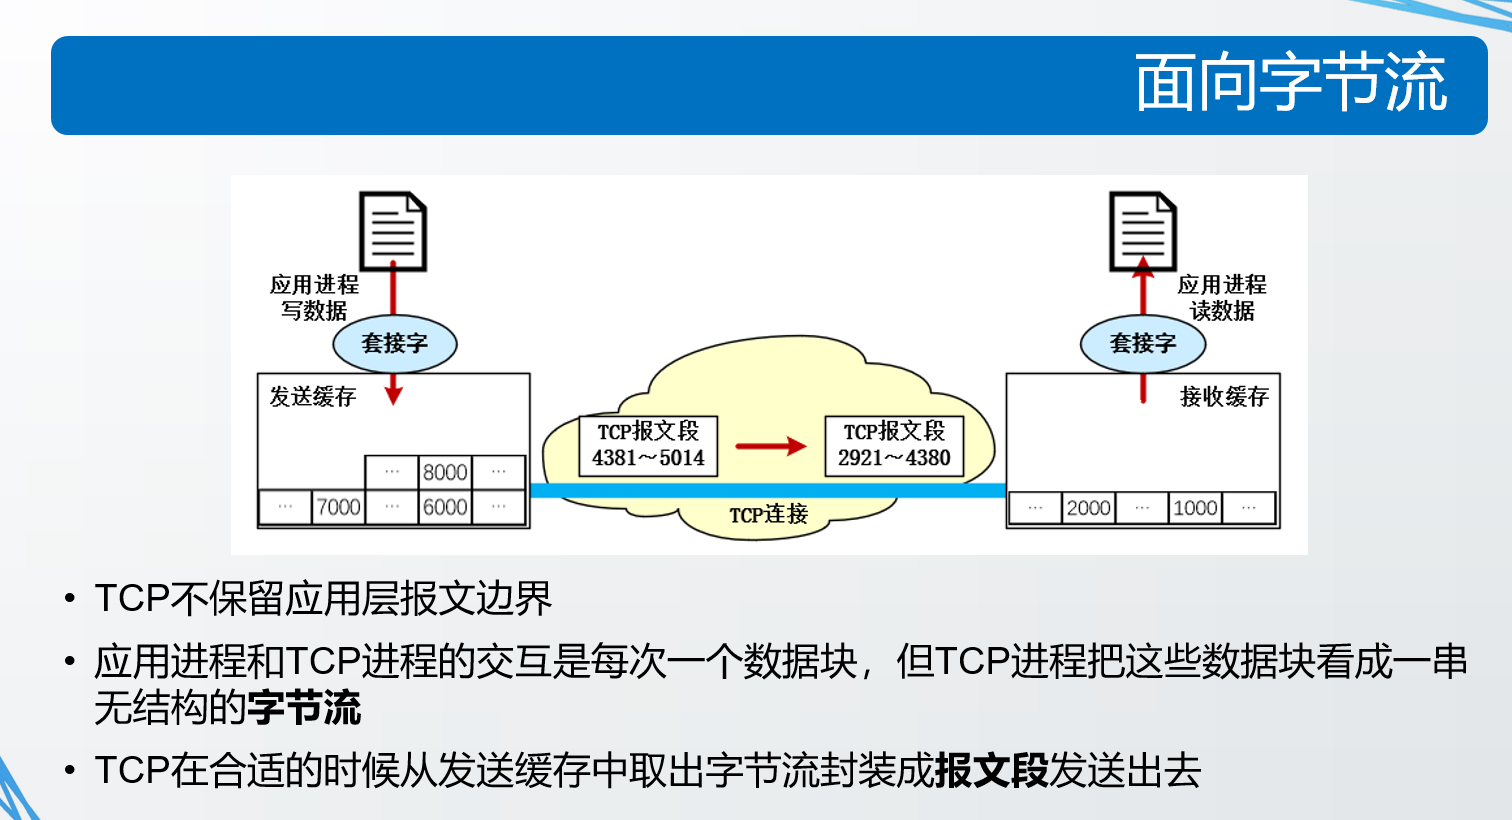 面向字节流
应用进程
写数据
套接字
发送缓存
… 8000 …
… 7000 … 6000 …
TCP报文段
4381～5014
TCP报文段
2921～4380
TCP连接
应用进程
读数据
套接字
接收缓存
… 2000 … 1000 …
• TCP不保留应用层报文边界
• 应用进程和TCP进程的交互是每次一个数据块，但TCP进程把这些数据块看成一串
无结构的字节流
• TCP在合适的时候从发送缓存中取出字节流封装成报文段发送出去